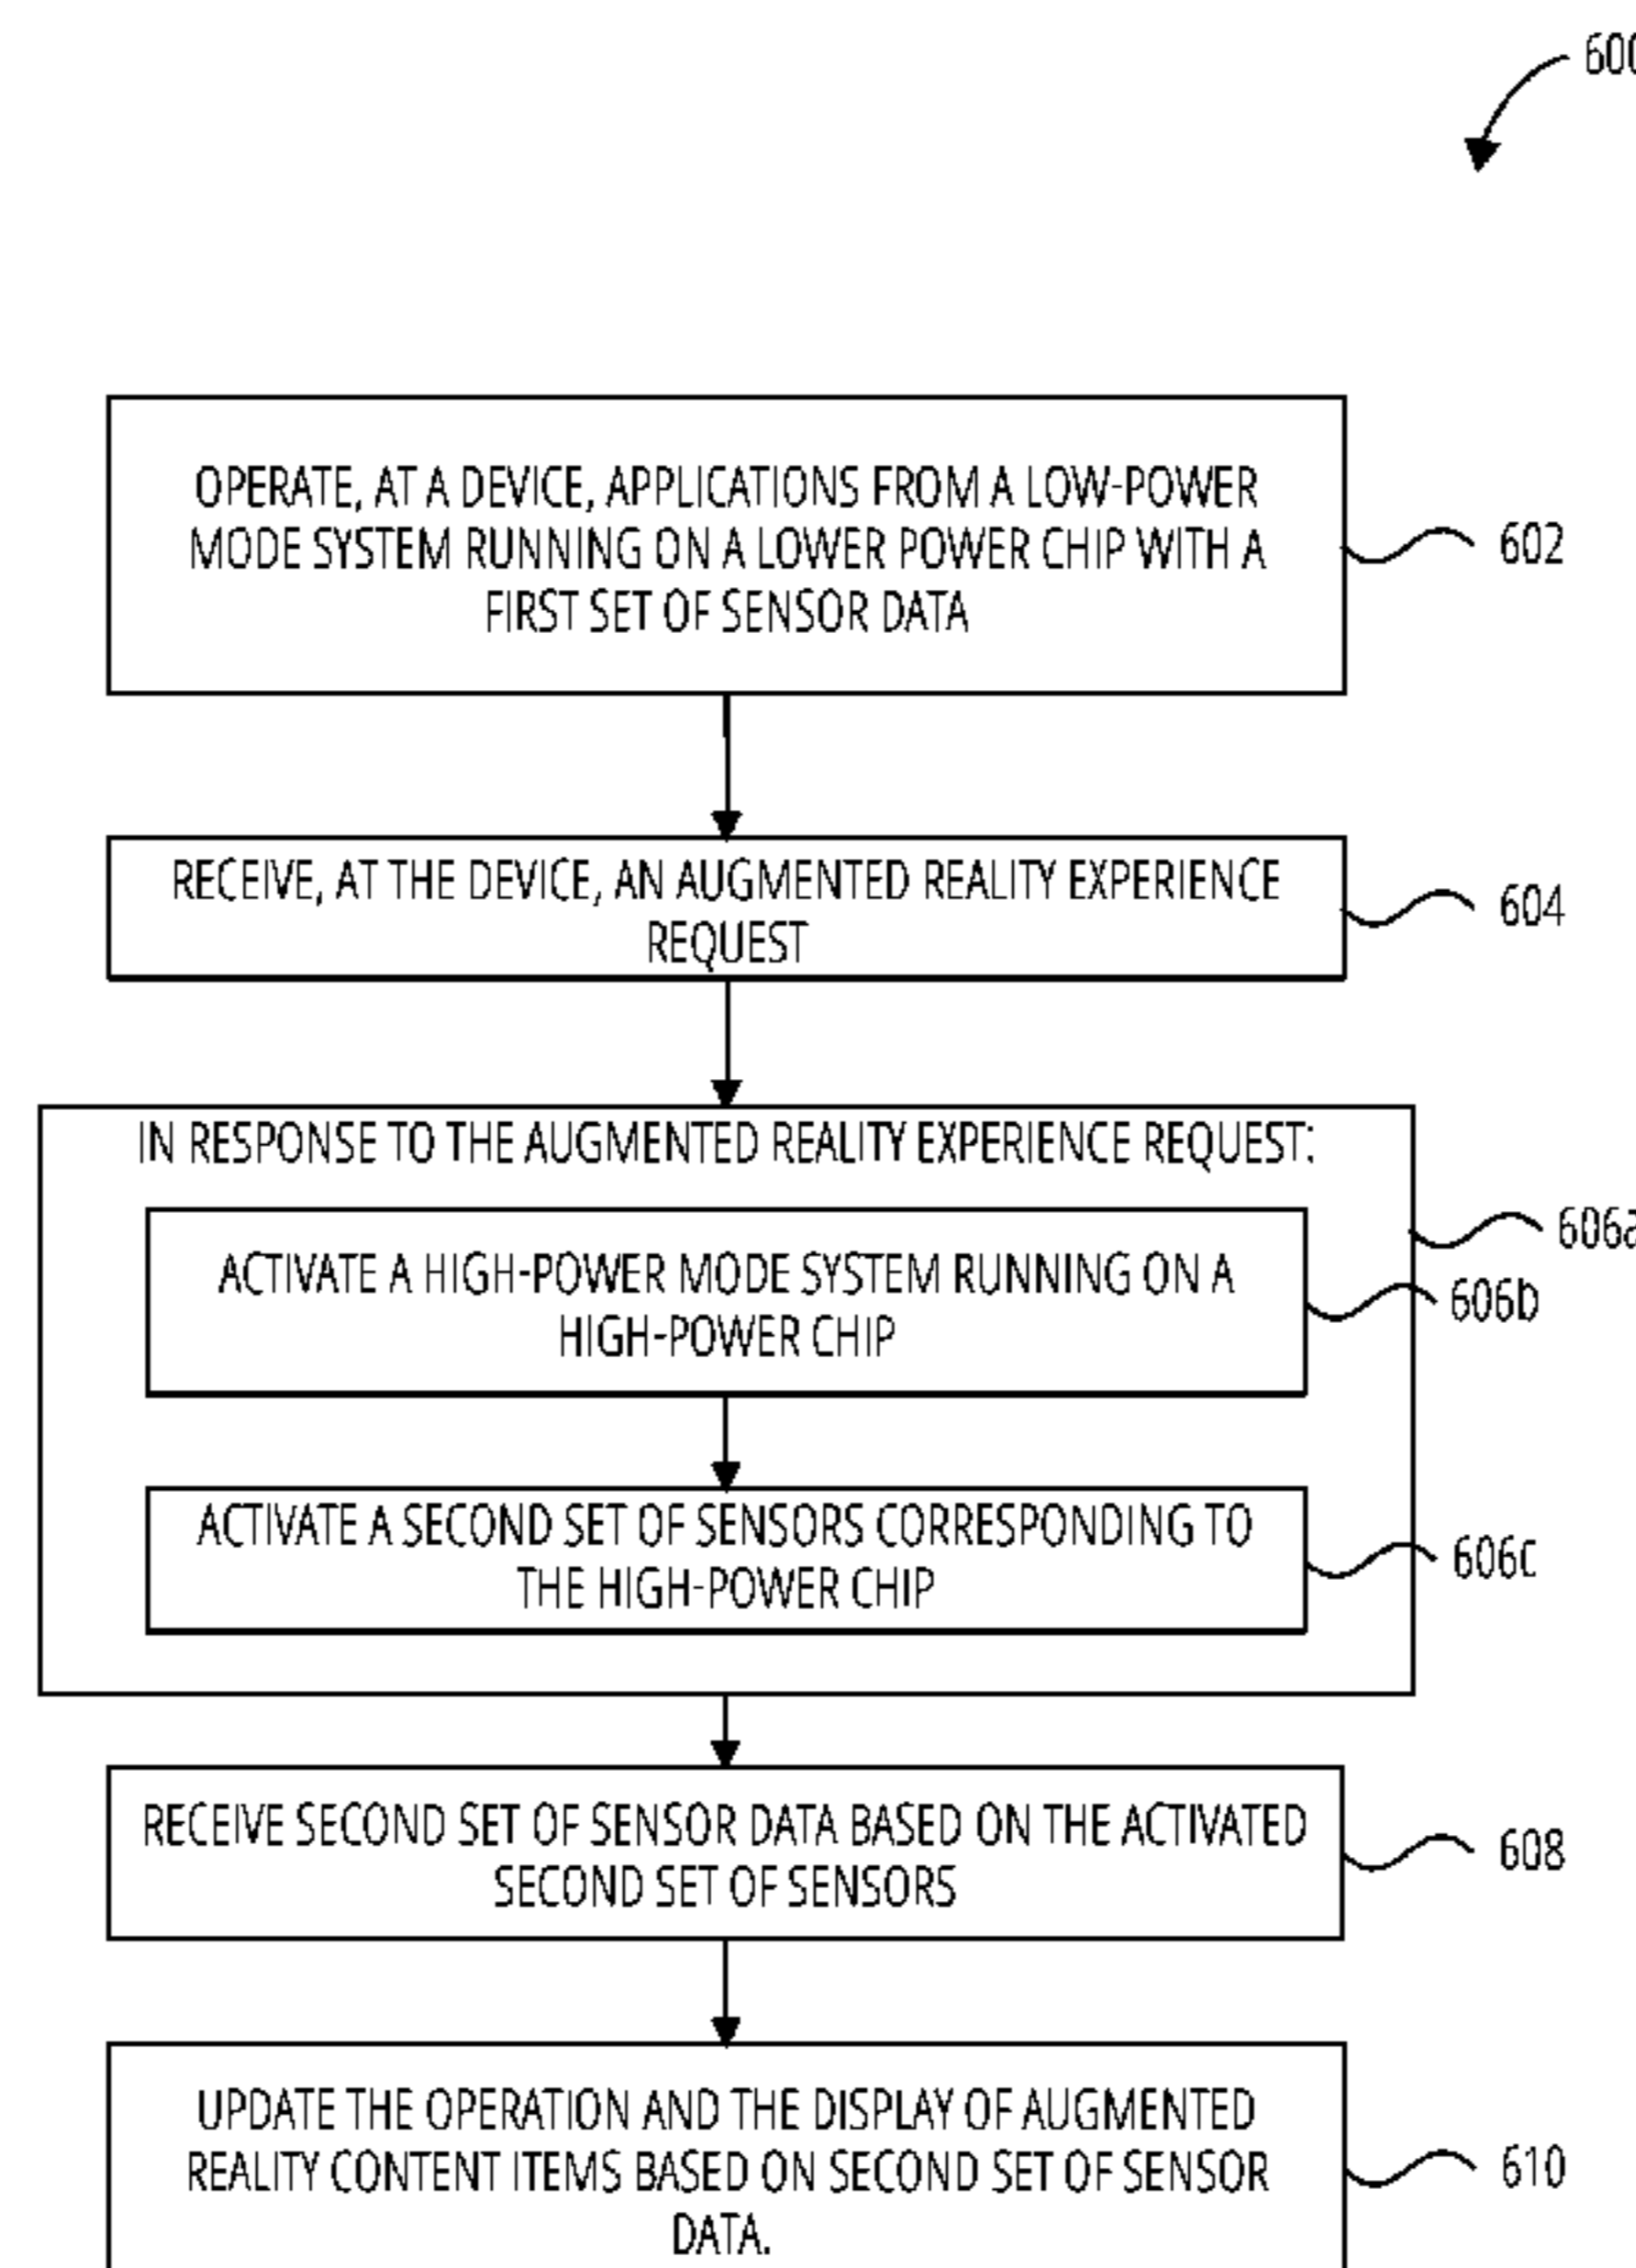 600
OPERATE, AT A DEVICE, APPLICATIONS FROM A LOW-POWER
MODE SYSTEM RUNNING ON A LOWER POWER CHIP WITH A
FIRST SET OF SENSOR DATA
602
RECEIVE, AT THE DEVICE, AN AUGMENTED REALITY EXPERIENCE
REQUEST
604
IN RESPONSE TO THE AUGMENTED REALITY EXPERIENCE REQUEST:
606a
ACTIVATE A HIGH-POWER MODE SYSTEM RUNNING ON A
HIGH-POWER CHIP
606b
ACTIVATE A SECOND SET OF SENSORS CORRESPONDING TO
THE HIGH-POWER CHIP
606c
RECEIVE SECOND SET OF SENSOR DATA BASED ON THE ACTIVATED
SECOND SET OF SENSORS
608
UPDATE THE OPERATION AND THE DISPLAY OF AUGMENTED
REALITY CONTENT ITEMS BASED ON SECOND SET OF SENSOR
DATA.
610